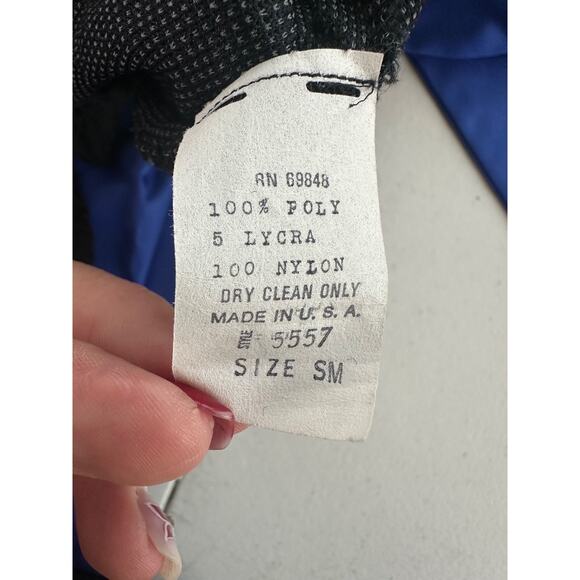 RN 69848
100% POLY
5 LYCRA
100 NYLON
DRY CLEAN ONLY
MADE IN U.S.A.
5557
SIZE SM